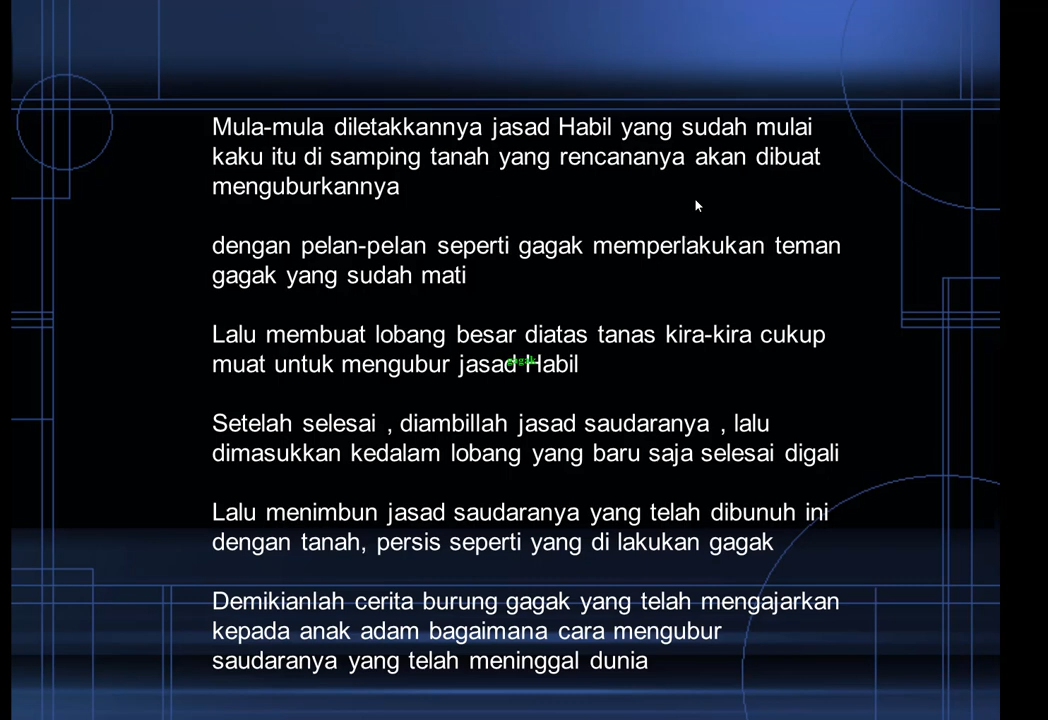 Mula-mula diletakkannya jasad Habil yang sudah mulai
kaku itu di samping tanah yang rencananya akan dibuat
menguburkannya
dengan pelan-pelan seperti gagak memperlakukan teman
gagak yang sudah mati
Lalu membuat lobang besar diatas tanas kira-kira cukup
muat untuk mengubur jasad Habil
gagak
Setelah selesai , diambillah jasad saudaranya , lalu
dimasukkan kedalam lobang yang baru saja selesai digali
Lalu menimbun jasad saudaranya yang telah dibunuh ini
dengan tanah, persis seperti yang di lakukan gagak
Demikianlah cerita burung gagak yang telah mengajarkan
kepada anak adam bagaimana cara mengubur
saudaranya yang telah meninggal dunia